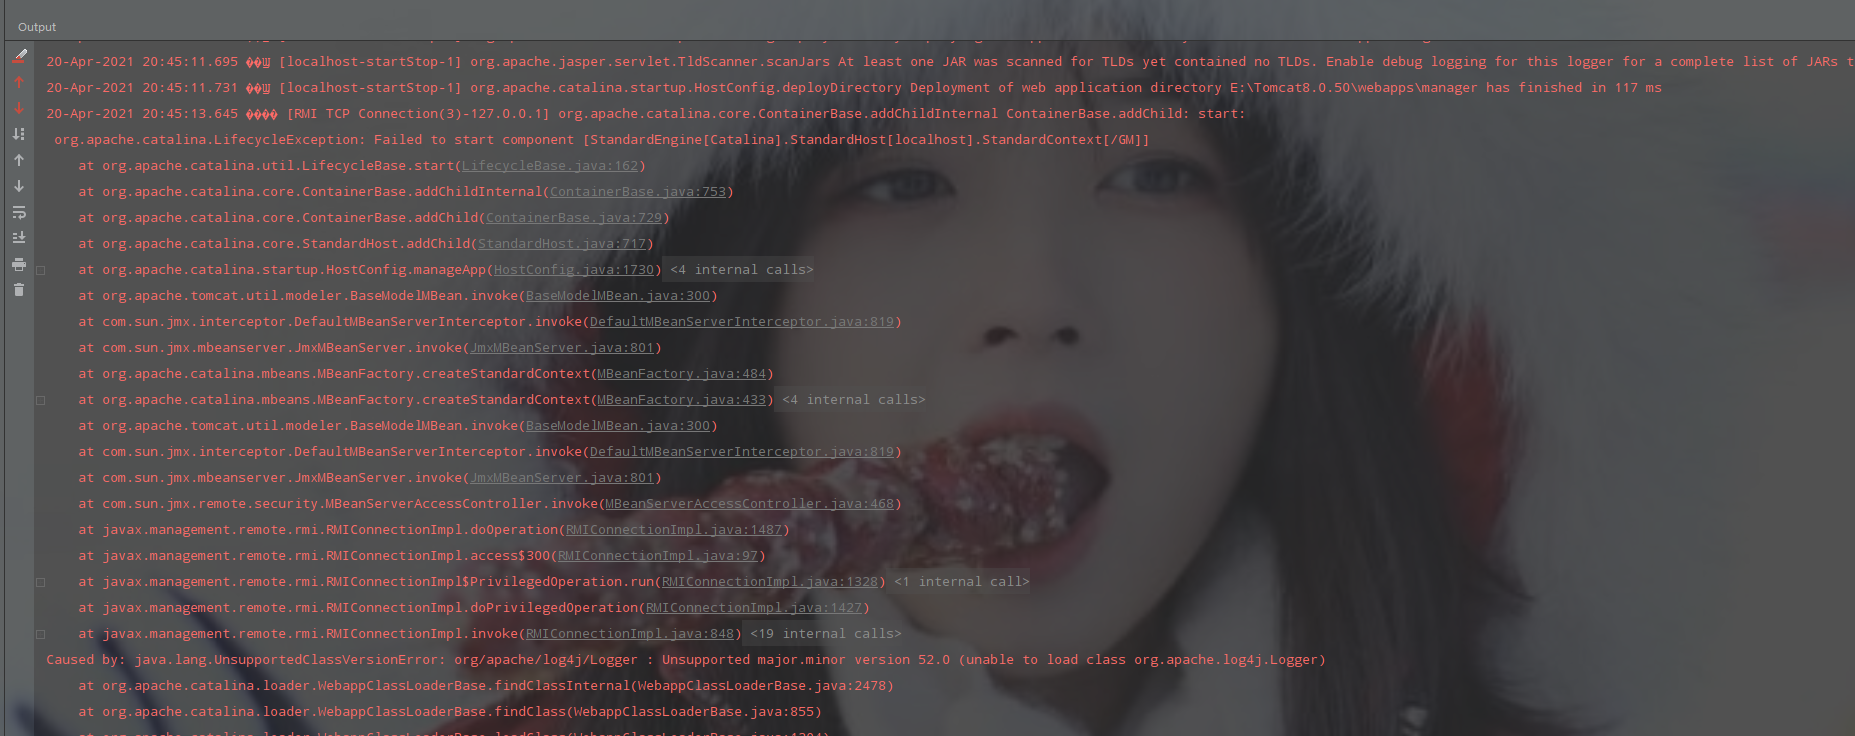 Output
20-Apr-2021 20:45:11.695 [localhost-startStop-1] org.apache.jasper.servlet.TldScanner.scanJars At least one JAR was scanned for TLDs yet contained no TLDs. Enable debug logging for this logger for a complete list of JARs t
20-Apr-2021 20:45:11.731 [localhost-startStop-1] org.apache.catalina.startup.HostConfig.deployDirectory Deployment of web application directory E:\Tomcat8.0.50\webapps\manager has finished in 117 ms
20-Apr-2021 20:45:13.645 ���� [RMI TCP Connection(3)-127.0.0.1] org.apache.catalina.core.ContainerBase.addChildInternal ContainerBase.addChild: start:
org.apache.catalina.LifecycleException: Failed to start component [StandardEngine[Catalina].StandardHost[localhost].StandardContext[/GM]]
at org.apache.catalina.util.LifecycleBase.start(LifecycleBase.java:162)
at org.apache.catalina.core.ContainerBase.addChildInternal(ContainerBase.java:753)
at org.apache.catalina.core.ContainerBase.addChild(ContainerBase.java:729)
at org.apache.catalina.core.StandardHost.addChild(StandardHost.java:717)
at org.apache.catalina.startup.HostConfig.manageApp(HostConfig.java:1730) <4 internal calls>
at org.apache.tomcat.util.modeler.BaseModelMBean.invoke(BaseModelMBean.java:300)
at com.sun.jmx.interceptor.DefaultMBeanServerInterceptor.invoke(DefaultMBeanServerInterceptor.java:819)
at com.sun.jmx.mbeanserver.JmxMBeanServer.invoke(JmxMBeanServer.java:801)
at org.apache.catalina.mbeans.MBeanFactory.createStandardContext(MBeanFactory.java:484)
at org.apache.catalina.mbeans.MBeanFactory.createStandardContext(MBeanFactory.java:433) <4 internal calls>
at org.apache.tomcat.util.modeler.BaseModelMBean.invoke(BaseModelMBean.java:300)
at com.sun.jmx.interceptor.DefaultMBeanServerInterceptor.invoke(DefaultMBeanServerInterceptor.java:819)
at com.sun.jmx.mbeanserver.JmxMBeanServer.invoke(JmxMBeanServer.java:801)
at com.sun.jmx.remote.security.MBeanServerAccessController.invoke(MBeanServerAccessController.java:468)
at javax.management.remote.rmi.RMIConnectionImpl.doOperation(RMIConnectionImpl.java:1487)
at javax.management.remote.rmi.RMIConnectionImpl.access$300(RMIConnectionImpl.java:97)
at javax.management.remote.rmi.RMIConnectionImpl$PrivilegedOperation.run(RMIConnectionImpl.java:1328) <1 internal call>
at javax.management.remote.rmi.RMIConnectionImpl.doPrivilegedOperation(RMIConnectionImpl.java:1427)
at javax.management.remote.rmi.RMIConnectionImpl.invoke(RMIConnectionImpl.java:848) <19 internal calls>
Caused by: java.lang.UnsupportedClassVersionError: org/apache/log4j/Logger : Unsupported major.minor version 52.0 (unable to load class org.apache.log4j.Logger)
at org.apache.catalina.loader.WebappClassLoaderBase.findClassInternal(WebappClassLoaderBase.java:2478)
at org.apache.catalina.loader.WebappClassLoaderBase.findClass(WebappClassLoaderBase.java:855)